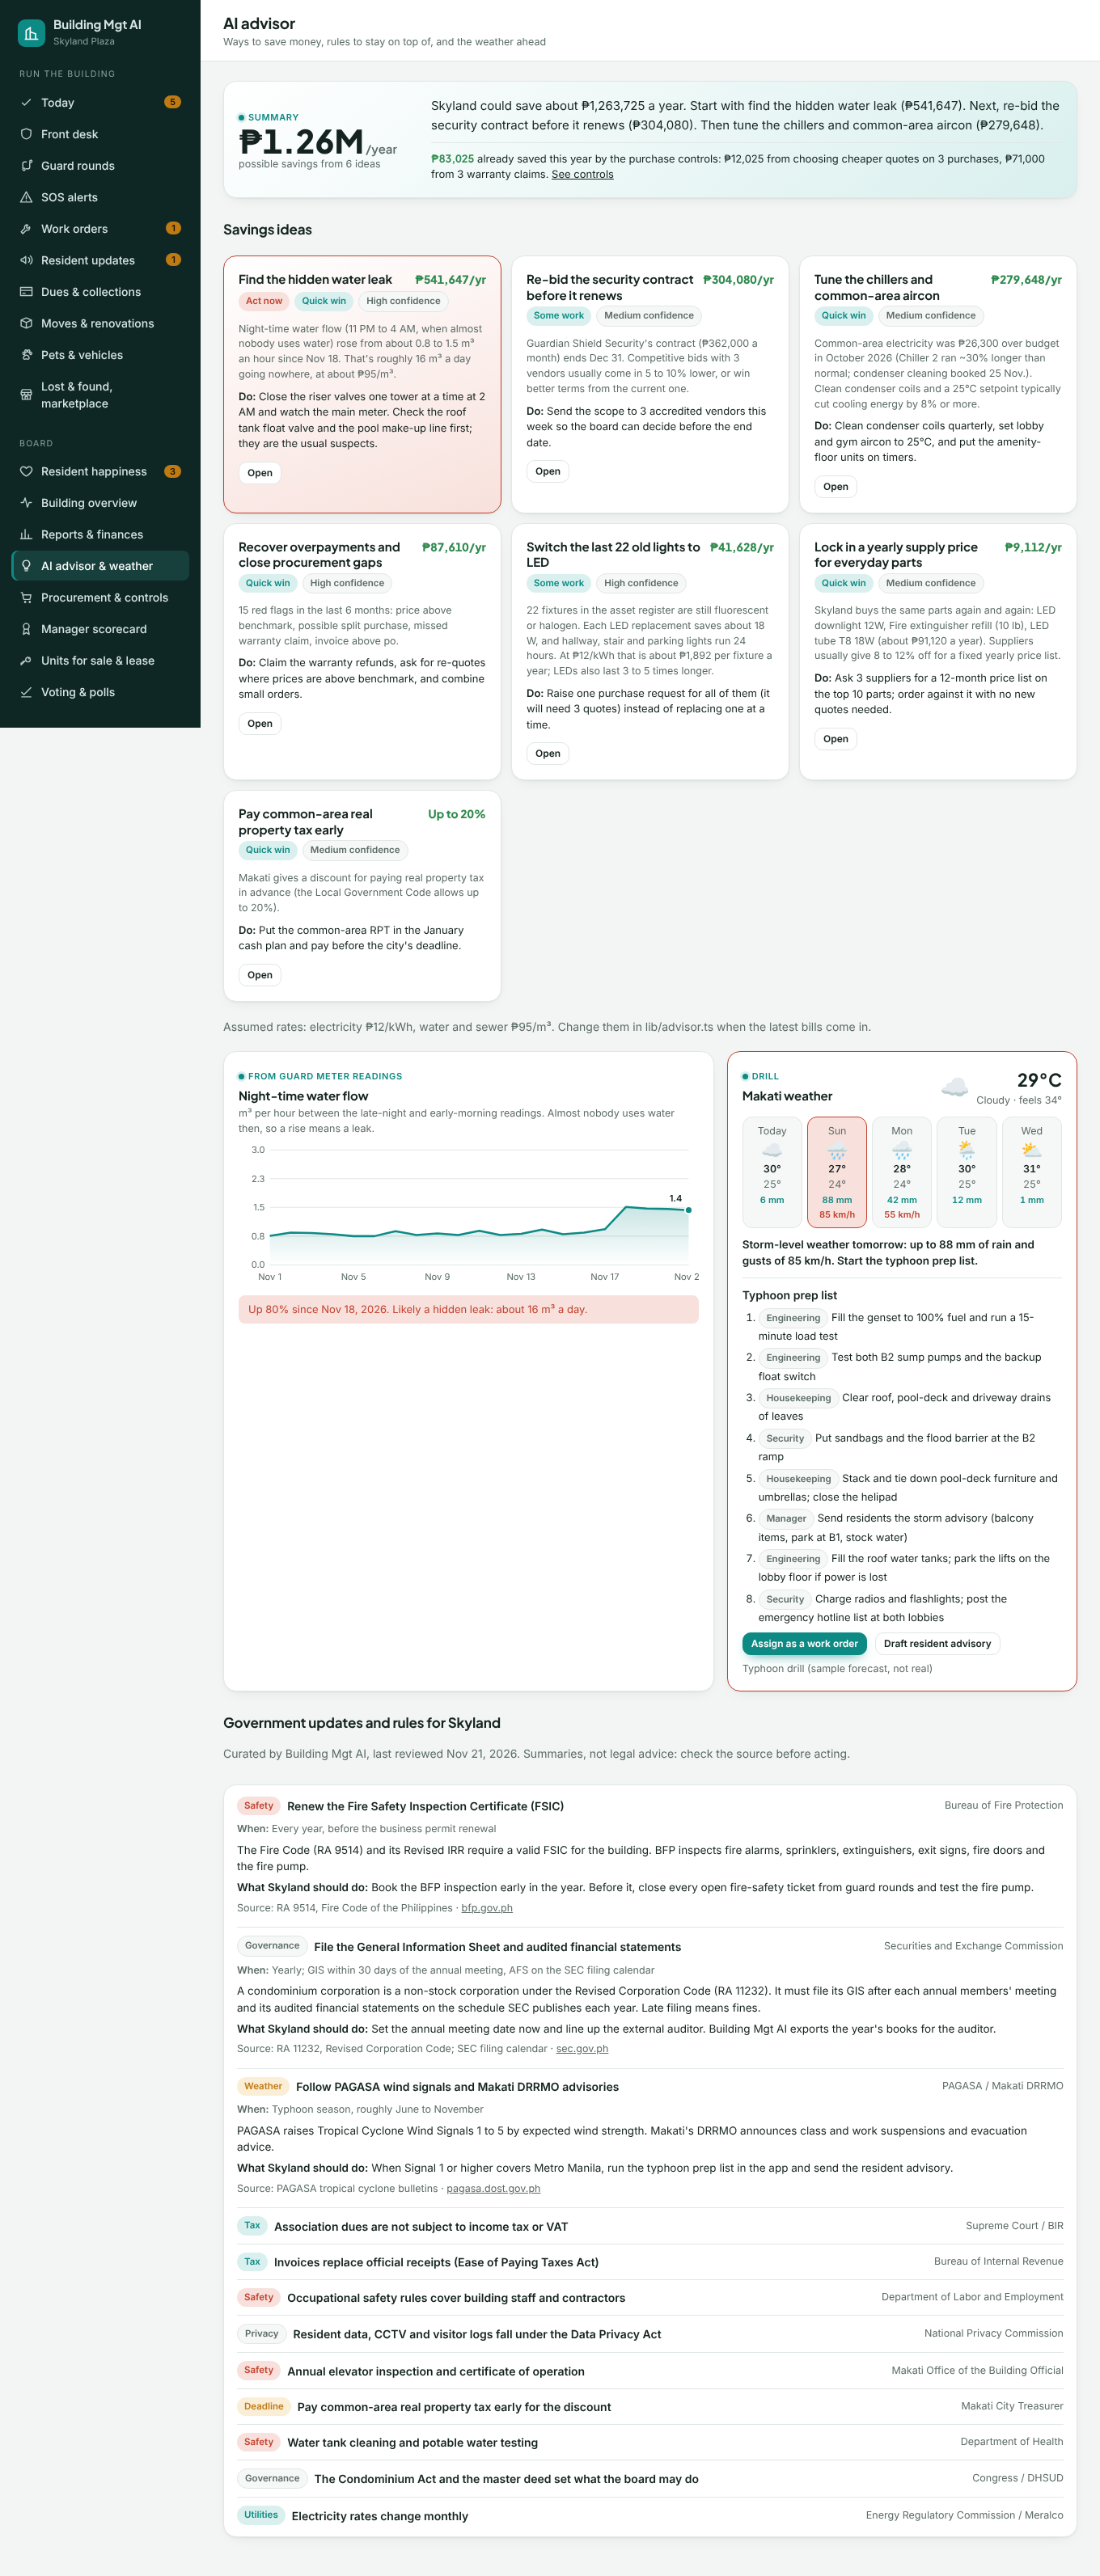 Building Mgt AI
Skyland Plaza
RUN THE BUILDING
Today 5
Front desk
Guard rounds
SOS alerts
Work orders 1
Resident updates 1
Dues & collections
Moves & renovations
Pets & vehicles
Lost & found,
marketplace
BOARD
Resident happiness 3
Building overview
Reports & finances
AI advisor & weather
Procurement & controls
Manager scorecard
Units for sale & lease
Voting & polls
AI advisor
Ways to save money, rules to stay on top of, and the weather ahead
SUMMARY
₱1.26M /year
possible savings from 6 ideas
Skyland could save about ₱1,263,725 a year. Start with find the hidden water leak (₱541,647). Next, re-bid the
security contract before it renews (₱304,080). Then tune the chillers and common-area aircon (₱279,648).
₱83,025 already saved this year by the purchase controls: ₱12,025 from choosing cheaper quotes on 3 purchases, ₱71,000
from 3 warranty claims. See controls
Savings ideas
Find the hidden water leak ₱541,647/yr
Act now Quick win High confidence
Night-time water flow (11 PM to 4 AM, when almost
nobody uses water) rose from about 0.8 to 1.5 m³
an hour since Nov 18. That's roughly 16 m³ a day
going nowhere, at about ₱95/m³.
Do: Close the riser valves one tower at a time at 2
AM and watch the main meter. Check the roof
tank float valve and the pool make-up line first;
they are the usual suspects.
Open
Re-bid the security contract ₱304,080/yr
before it renews
Some work Medium confidence
Guardian Shield Security's contract (₱362,000 a
month) ends Dec 31. Competitive bids with 3
vendors usually come in 5 to 10% lower, or win
better terms from the current one.
Do: Send the scope to 3 accredited vendors this
week so the board can decide before the end
date.
Open
Tune the chillers and ₱279,648/yr
common-area aircon
Quick win Medium confidence
Common-area electricity was ₱26,300 over budget
in October 2026 (Chiller 2 ran ~30% longer than
normal; condenser cleaning booked 25 Nov.).
Clean condenser coils and a 25°C setpoint typically
cut cooling energy by 8% or more.
Do: Clean condenser coils quarterly, set lobby
and gym aircon to 25°C, and put the amenity-
floor units on timers.
Open
Recover overpayments and ₱87,610/yr
close procurement gaps
Quick win High confidence
15 red flags in the last 6 months: price above
benchmark, possible split purchase, missed
warranty claim, invoice above po.
Do: Claim the warranty refunds, ask for re-quotes
where prices are above benchmark, and combine
small orders.
Open
Switch the last 22 old lights to ₱41,628/yr
LED
Some work High confidence
22 fixtures in the asset register are still fluorescent
or halogen. Each LED replacement saves about 18
W, and hallway, stair and parking lights run 24
hours. At ₱12/kWh that is about ₱1,892 per fixture a
year; LEDs also last 3 to 5 times longer.
Do: Raise one purchase request for all of them (it
will need 3 quotes) instead of replacing one at a
time.
Open
Lock in a yearly supply price ₱9,112/yr
for everyday parts
Quick win Medium confidence
Skyland buys the same parts again and again: LED
downlight 12W, Fire extinguisher refill (10 lb), LED
tube T8 18W (about ₱91,120 a year). Suppliers
usually give 8 to 12% off for a fixed yearly price list.
Do: Ask 3 suppliers for a 12-month price list on
the top 10 parts; order against it with no new
quotes needed.
Open
Pay common-area real Up to 20%
property tax early
Quick win Medium confidence
Makati gives a discount for paying real property tax
in advance (the Local Government Code allows up
to 20%).
Do: Put the common-area RPT in the January
cash plan and pay before the city's deadline.
Open
Assumed rates: electricity ₱12/kWh, water and sewer ₱95/m³. Change them in lib/advisor.ts when the latest bills come in.
FROM GUARD METER READINGS
Night-time water flow
m³ per hour between the late-night and early-morning readings. Almost nobody uses water
then, so a rise means a leak.
3.0
2.3
1.5
0.8
0.0
1.4
Nov 1 Nov 5 Nov 9 Nov 13 Nov 17 Nov 2
Up 80% since Nov 18, 2026. Likely a hidden leak: about 16 m³ a day.
DRILL
Makati weather
29°C
Cloudy · feels 34°
Today Sun Mon Tue Wed
30° 27° 28° 30° 31°
25° 24° 24° 25° 25°
6 mm 88 mm 42 mm 12 mm 1 mm
85 km/h 55 km/h
Storm-level weather tomorrow: up to 88 mm of rain and
gusts of 85 km/h. Start the typhoon prep list.
Typhoon prep list
1. Engineering Fill the genset to 100% fuel and run a 15-
minute load test
2. Engineering Test both B2 sump pumps and the backup
float switch
3. Housekeeping Clear roof, pool-deck and driveway drains
of leaves
4. Security Put sandbags and the flood barrier at the B2
ramp
5. Housekeeping Stack and tie down pool-deck furniture and
umbrellas; close the helipad
6. Manager Send residents the storm advisory (balcony
items, park at B1, stock water)
7. Engineering Fill the roof water tanks; park the lifts on the
lobby floor if power is lost
8. Security Charge radios and flashlights; post the
emergency hotline list at both lobbies
Assign as a work order Draft resident advisory
Typhoon drill (sample forecast, not real)
Government updates and rules for Skyland
Curated by Building Mgt AI, last reviewed Nov 21, 2026. Summaries, not legal advice: check the source before acting.
Safety Renew the Fire Safety Inspection Certificate (FSIC) Bureau of Fire Protection
When: Every year, before the business permit renewal
The Fire Code (RA 9514) and its Revised IRR require a valid FSIC for the building. BFP inspects fire alarms, sprinklers, extinguishers, exit signs, fire doors and
the fire pump.
What Skyland should do: Book the BFP inspection early in the year. Before it, close every open fire-safety ticket from guard rounds and test the fire pump.
Source: RA 9514, Fire Code of the Philippines · bfp.gov.ph
Governance File the General Information Sheet and audited financial statements Securities and Exchange Commission
When: Yearly; GIS within 30 days of the annual meeting, AFS on the SEC filing calendar
A condominium corporation is a non-stock corporation under the Revised Corporation Code (RA 11232). It must file its GIS after each annual members' meeting
and its audited financial statements on the schedule SEC publishes each year. Late filing means fines.
What Skyland should do: Set the annual meeting date now and line up the external auditor. Building Mgt AI exports the year's books for the auditor.
Source: RA 11232, Revised Corporation Code; SEC filing calendar · sec.gov.ph
Weather Follow PAGASA wind signals and Makati DRRMO advisories PAGASA / Makati DRRMO
When: Typhoon season, roughly June to November
PAGASA raises Tropical Cyclone Wind Signals 1 to 5 by expected wind strength. Makati's DRRMO announces class and work suspensions and evacuation
advice.
What Skyland should do: When Signal 1 or higher covers Metro Manila, run the typhoon prep list in the app and send the resident advisory.
Source: PAGASA tropical cyclone bulletins · pagasa.dost.gov.ph
Tax Association dues are not subject to income tax or VAT Supreme Court / BIR
Tax Invoices replace official receipts (Ease of Paying Taxes Act) Bureau of Internal Revenue
Safety Occupational safety rules cover building staff and contractors Department of Labor and Employment
Privacy Resident data, CCTV and visitor logs fall under the Data Privacy Act National Privacy Commission
Safety Annual elevator inspection and certificate of operation Makati Office of the Building Official
Deadline Pay common-area real property tax early for the discount Makati City Treasurer
Safety Water tank cleaning and potable water testing Department of Health
Governance The Condominium Act and the master deed set what the board may do Congress / DHSUD
Utilities Electricity rates change monthly Energy Regulatory Commission / Meralco